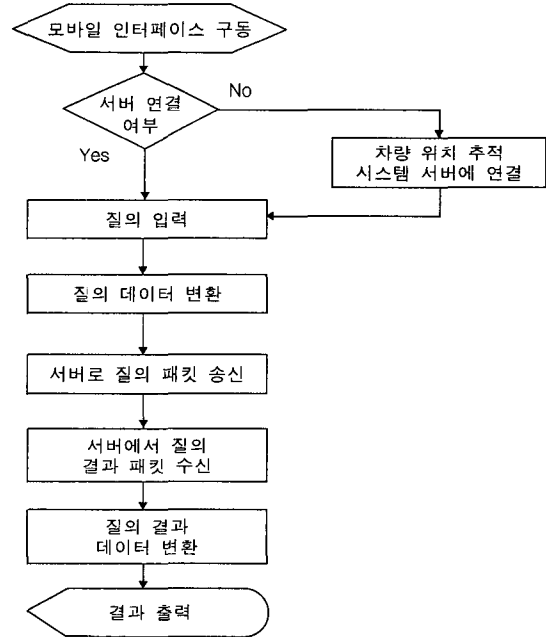 모바일 인터페이스 구동
서버 연결
여부
No
Yes
차량 위치 추적
시스템 서버에 연결
질의 입력
질의 데이터 변환
서버로 질의 패킷 송신
서버에서 질의
결과 패킷 수신
질의 결과
데이터 변환
결과 출력